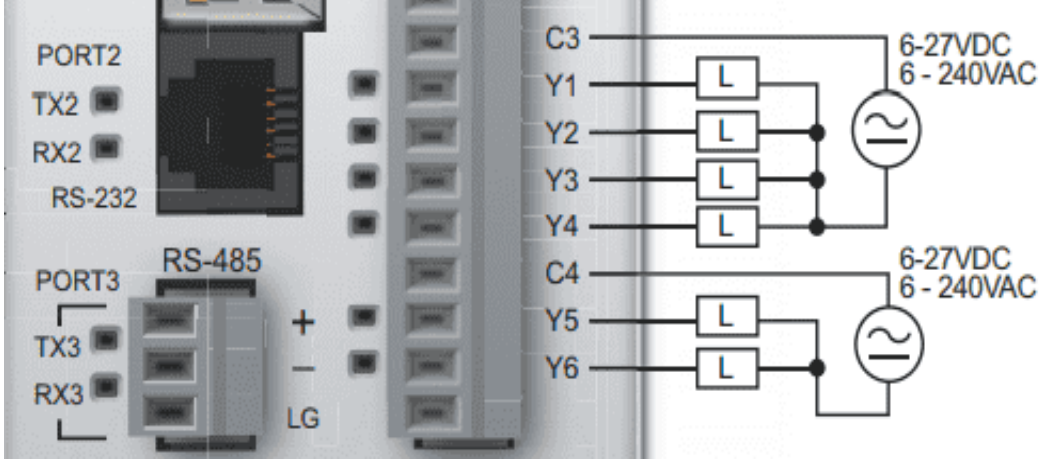 PORT2
TX2
RX2
RS-232
RS-485
PORT3
TX3
RX3
+
–
LG
C3
Y1
Y2
Y3
Y4
C4
Y5
Y6
L
L
L
L
L
L
6-27VDC
6 - 240VAC
6-27VDC
6 - 240VAC